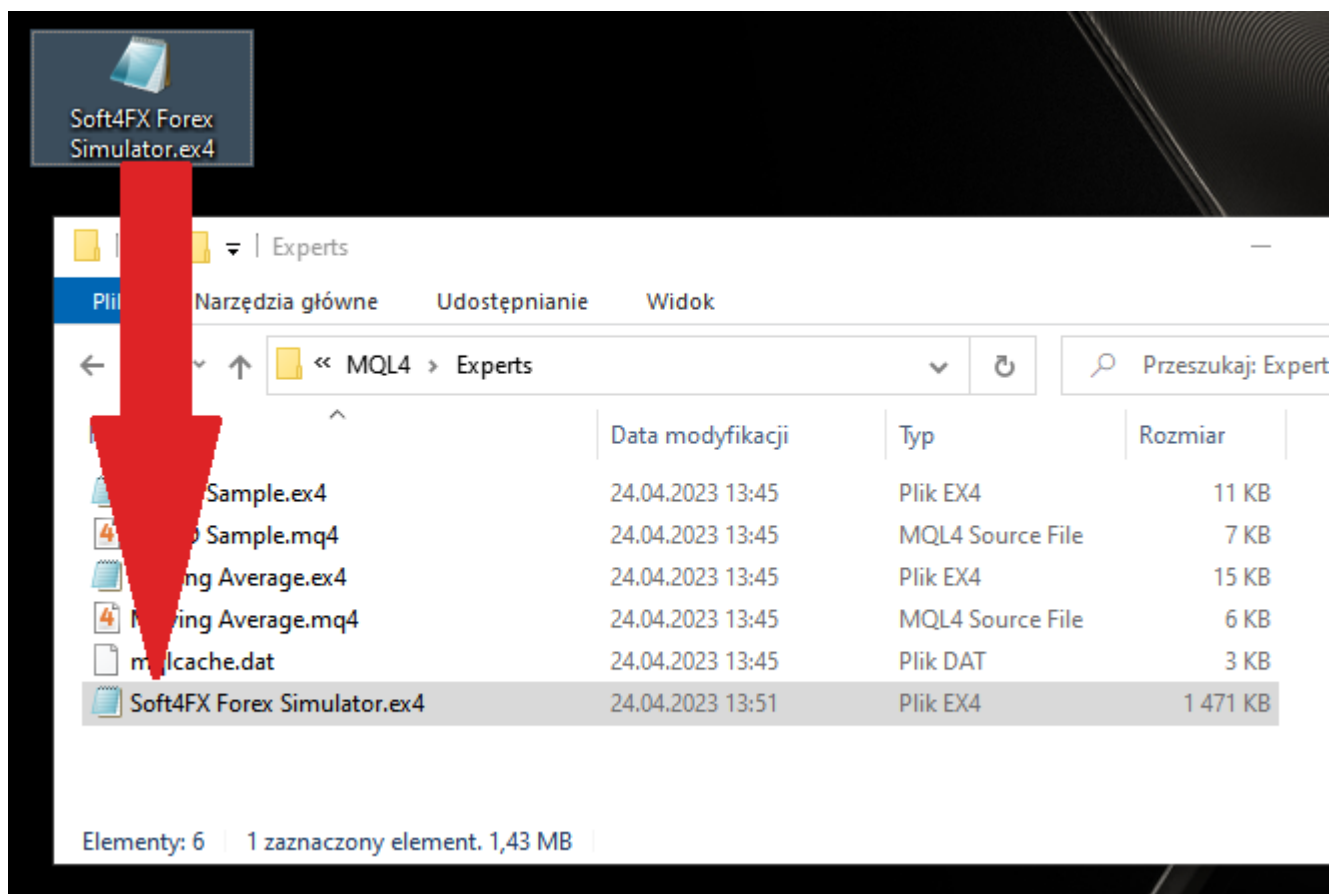 Soft4FX Forex
Simulator.ex4
Experts
Narzędzia główne Udostępnianie Widok
« MQL4 › Experts Przeszukaj: Expert
Data modyfikacji Typ Rozmiar
Sample.ex4 24.04.2023 13:45 Plik EX4 11 KB
Sample.mq4 24.04.2023 13:45 MQL4 Source File 7 KB
Average.ex4 24.04.2023 13:45 Plik EX4 15 KB
Average.mq4 24.04.2023 13:45 MQL4 Source File 6 KB
mqlcache.dat 24.04.2023 13:45 Plik DAT 3 KB
Soft4FX Forex Simulator.ex4 24.04.2023 13:51 Plik EX4 1 471 KB
Elementy: 6 1 zaznaczony element. 1,43 MB